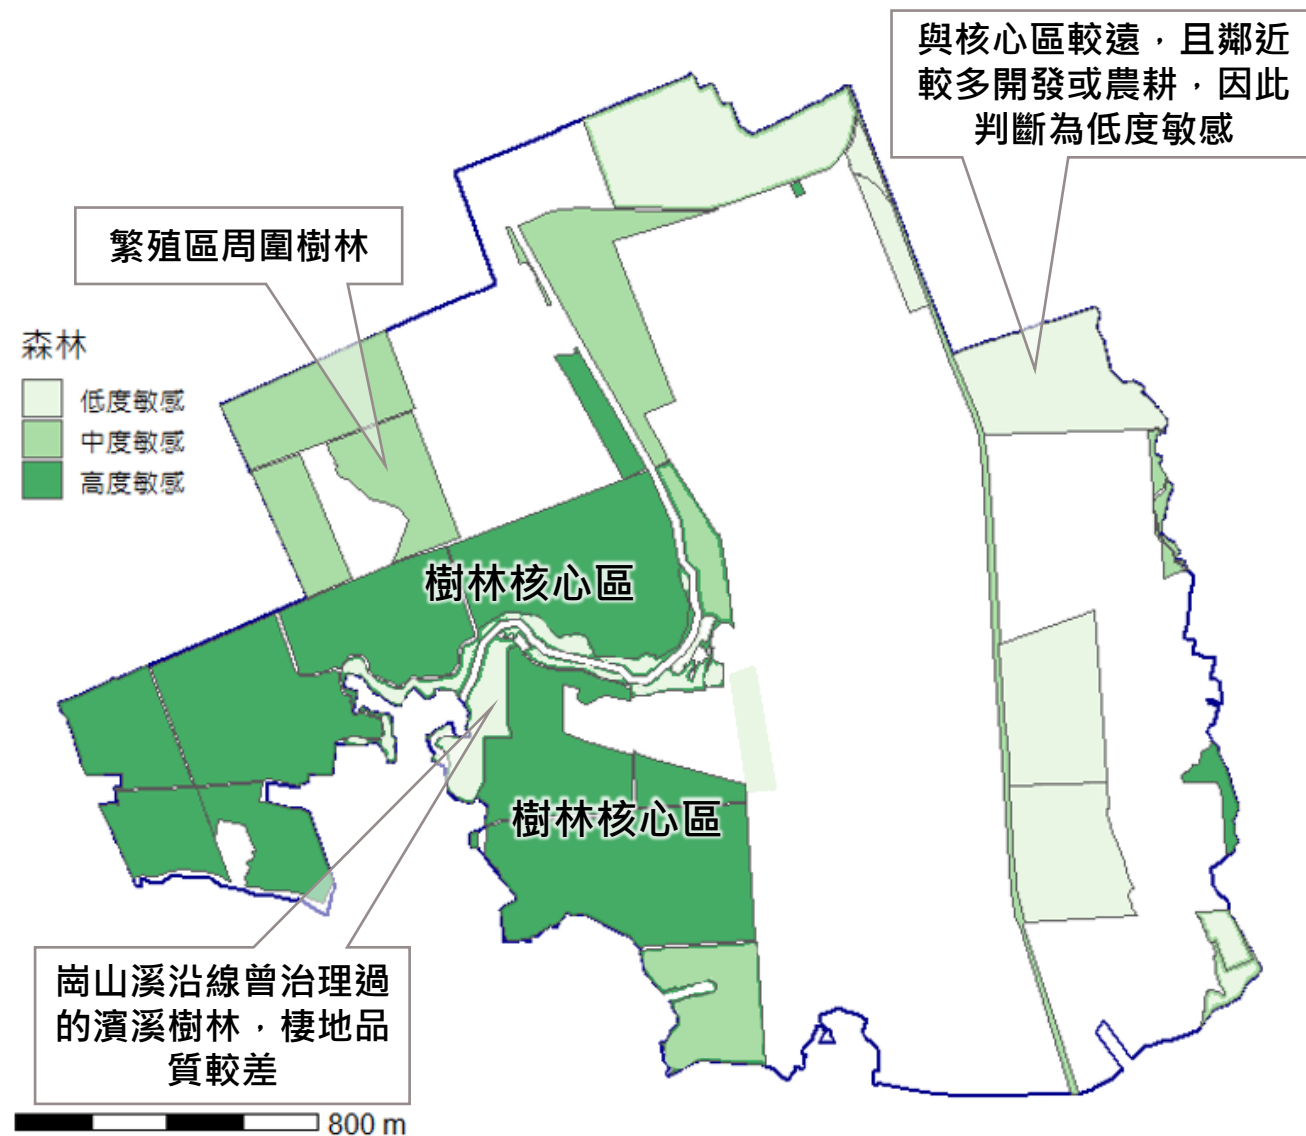 與核心區較遠，且鄰近
較多開發或農耕，因此
判斷為低度敏感
繁殖區周圍樹林
森林
低度敏感
中度敏感
高度敏感
樹林核心區
樹林核心區
崗山溪沿線曾治理過
的濱溪樹林，棲地品
質較差
800 m